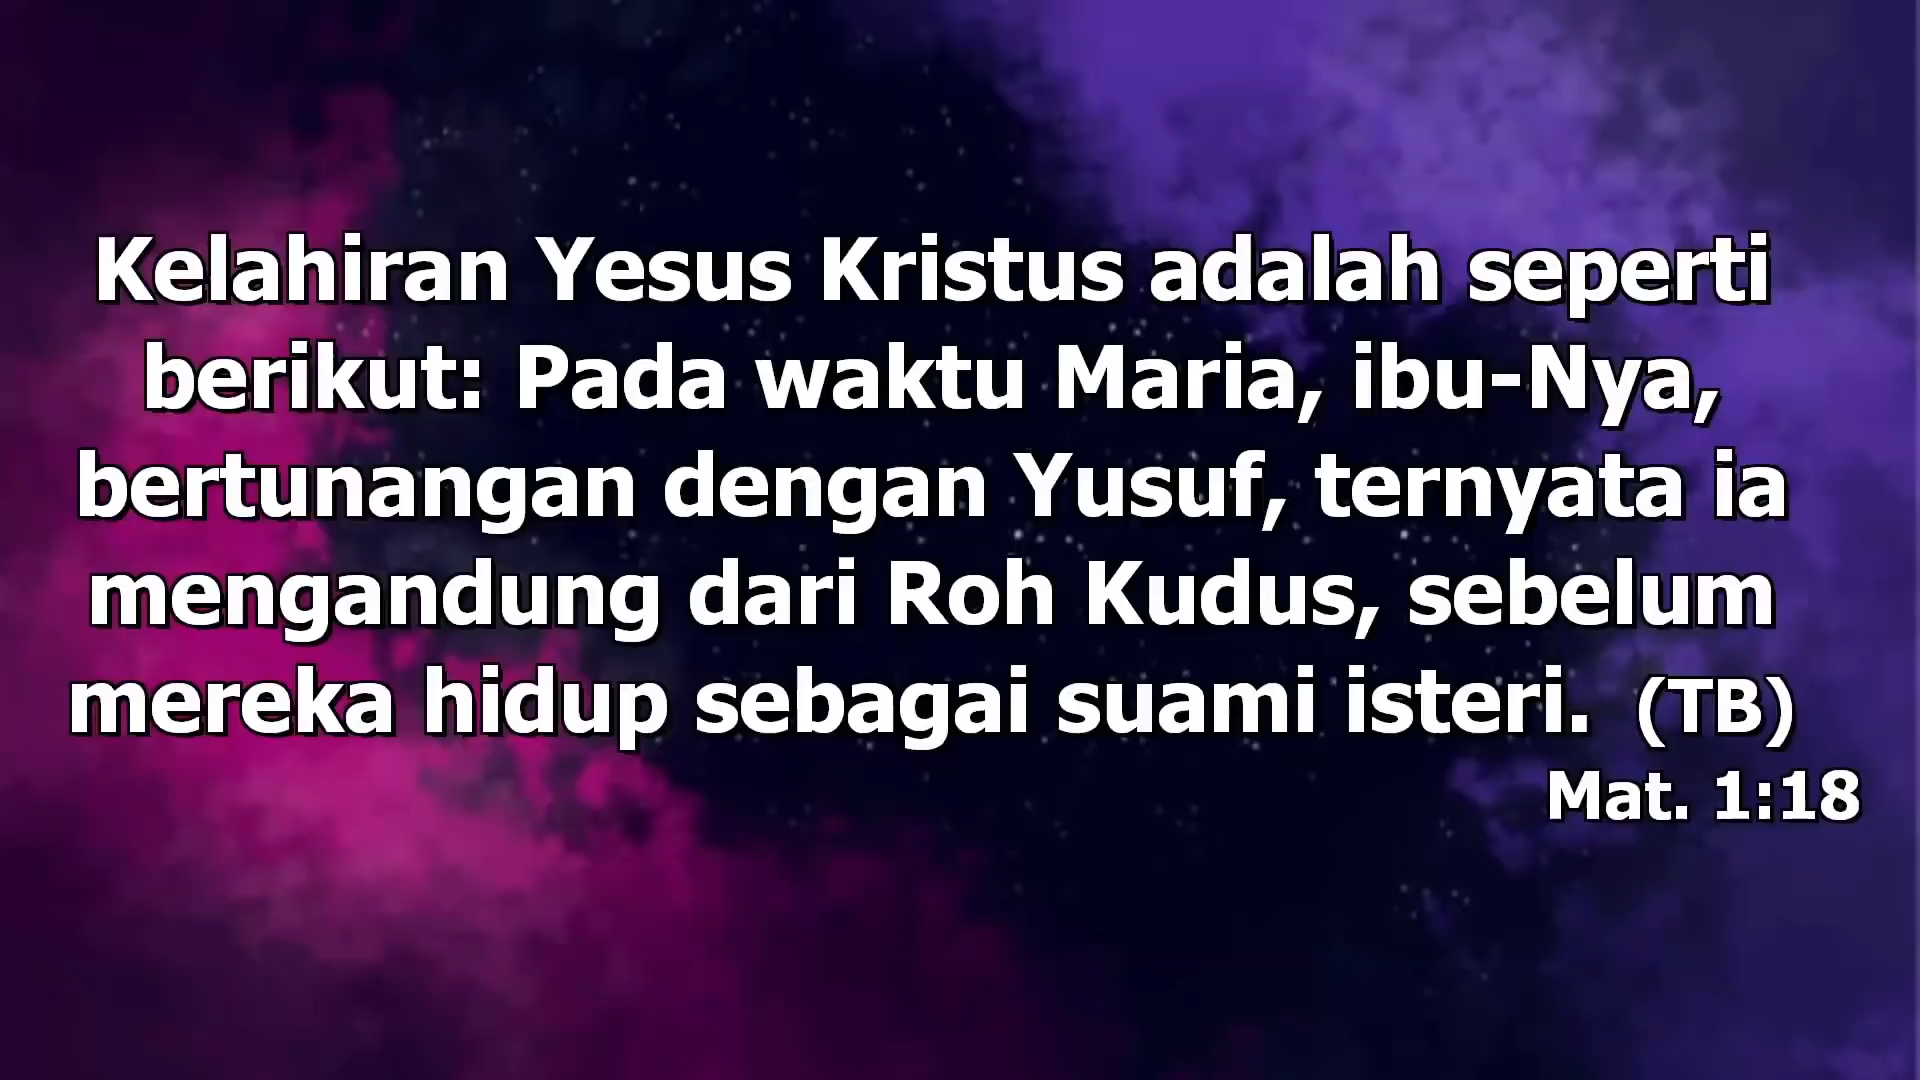 Kelahiran Yesus Kristus adalah seperti
berikut: Pada waktu Maria, ibu-Nya,
bertunangan dengan Yusuf, ternyata ia
mengandung dari Roh Kudus, sebelum
mereka hidup sebagai suami isteri. (TB)
Mat. 1:18